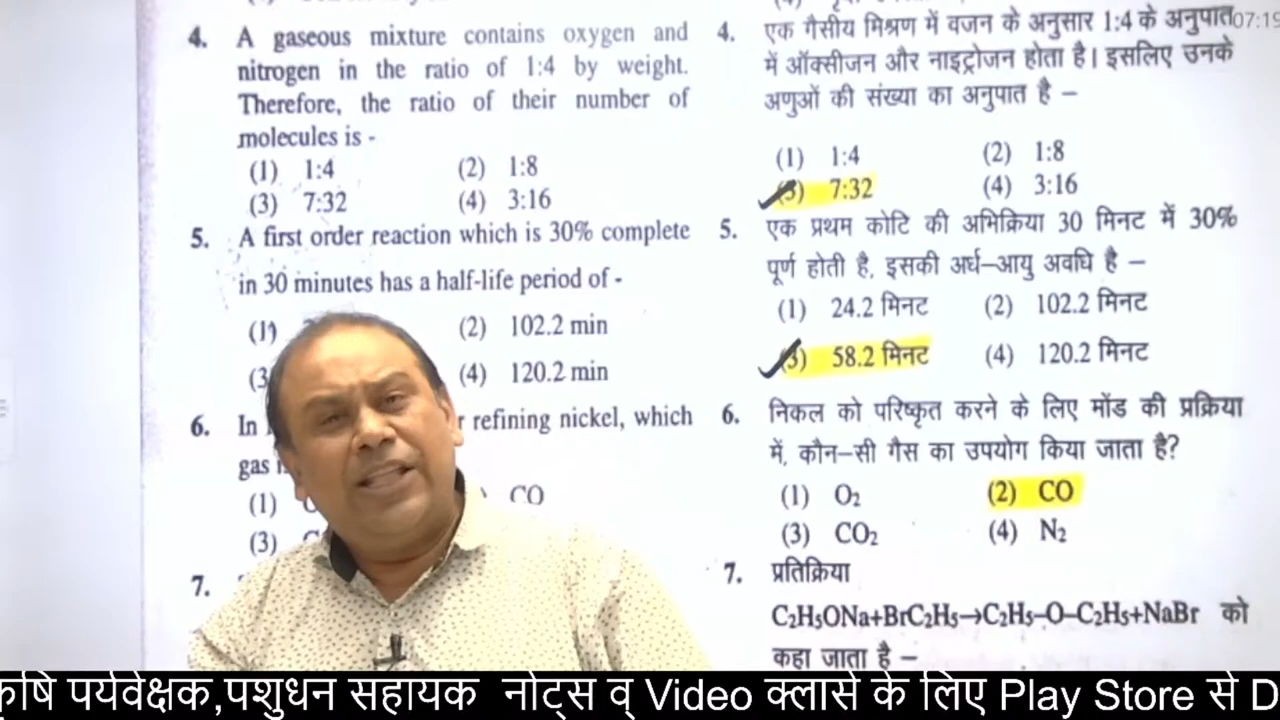 4. A gaseous mixture contains oxygen and
nitrogen in the ratio of 1:4 by weight.
Therefore, the ratio of their number of
molecules is -
(1) 1:4 (2) 1:8
(3) 7:32 (4) 3:16
5. A first order reaction which is 30% complete
in 30 minutes has a half-life period of -
(1) (2) 102.2 min
(3 (4) 120.2 min
6. In refining nickel, which
gas
(1) CO
(3)
7.
07:19
4. एक गैसीय मिश्रण में वजन के अनुसार 1:4 के अनुपात
में ऑक्सीजन और नाइट्रोजन होता है। इसलिए उनके
अणुओं की संख्या का अनुपात है –
(1) 1:4 (2) 1:8
(3) 7:32 (4) 3:16
5. एक प्रथम कोटि की अभिक्रिया 30 मिनट में 30%
पूर्ण होती है, इसकी अर्ध–आयु अवधि है –
(1) 24.2 मिनट (2) 102.2 मिनट
(3) 58.2 मिनट (4) 120.2 मिनट
6. निकल को परिष्कृत करने के लिए मोंड की प्रक्रिया
में, कौन–सी गैस का उपयोग किया जाता है?
(1) O₂ (2) CO
(3) CO₂ (4) N₂
7. प्रतिक्रिया
C₂H₅ONa+BrC₂H₅→C₂H₅–O–C₂H₅+NaBr को
कहा जाता है –
कृषि पर्यवेक्षक,पशुधन सहायक नोट्स व् Video क्लासे के लिए Play Store से D